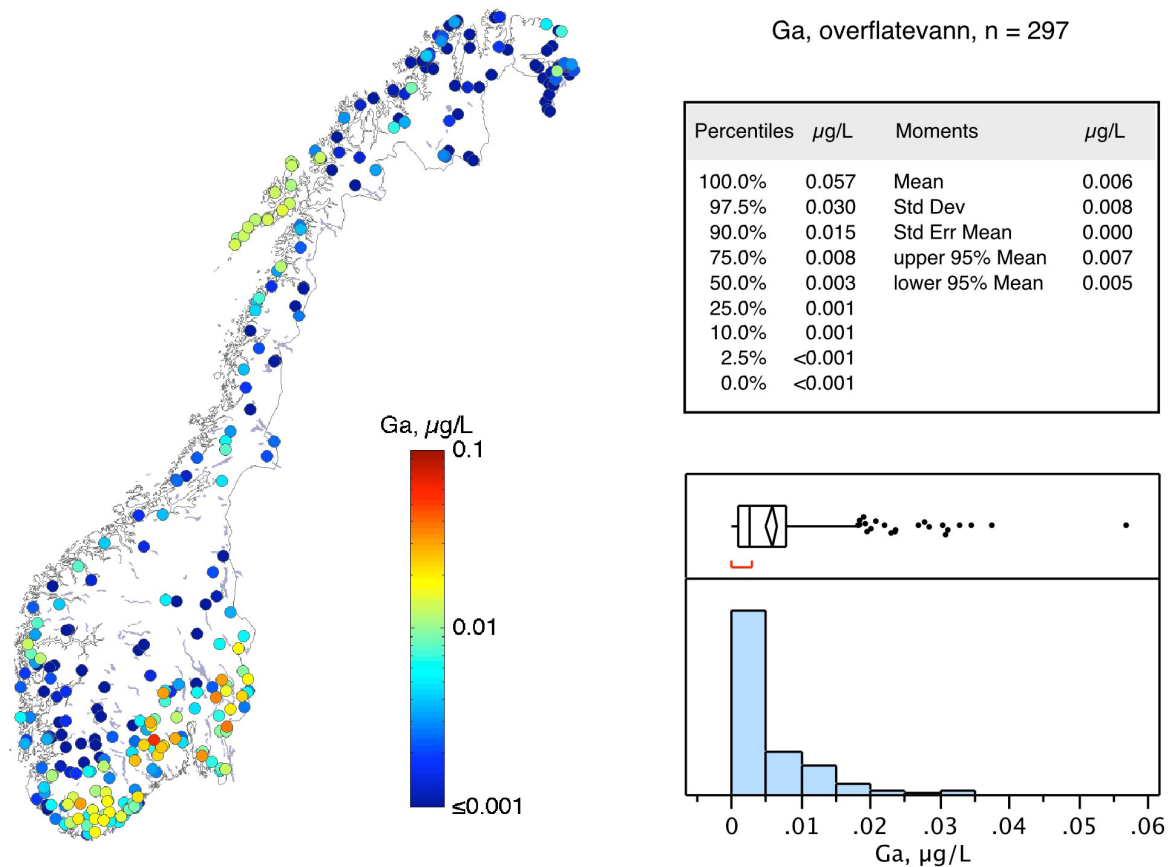 Ga, overflatevann, n = 297
Percentiles µg/L Moments µg/L
100.0% 0.057 Mean 0.006
97.5% 0.030 Std Dev 0.008
90.0% 0.015 Std Err Mean 0.000
75.0% 0.008 upper 95% Mean 0.007
50.0% 0.003 lower 95% Mean 0.005
25.0% 0.001
10.0% 0.001
2.5% <0.001
0.0% <0.001
Ga, µg/L
0.1
0.01
≤0.001
0 .01 .02 .03 .04 .05 .06
Ga, µg/L